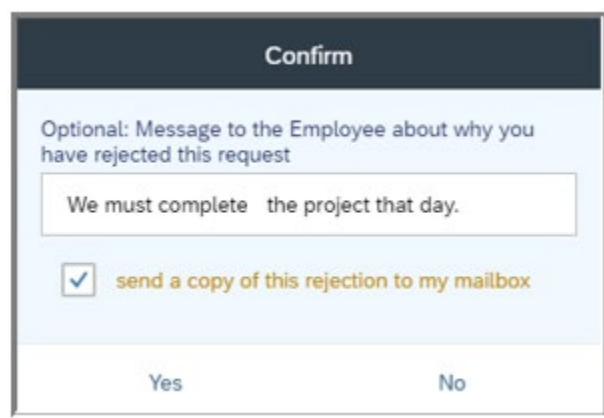 Confirm
Optional: Message to the Employee about why you
have rejected this request
We must complete   the project that day.
send a copy of this rejection to my mailbox
Yes No